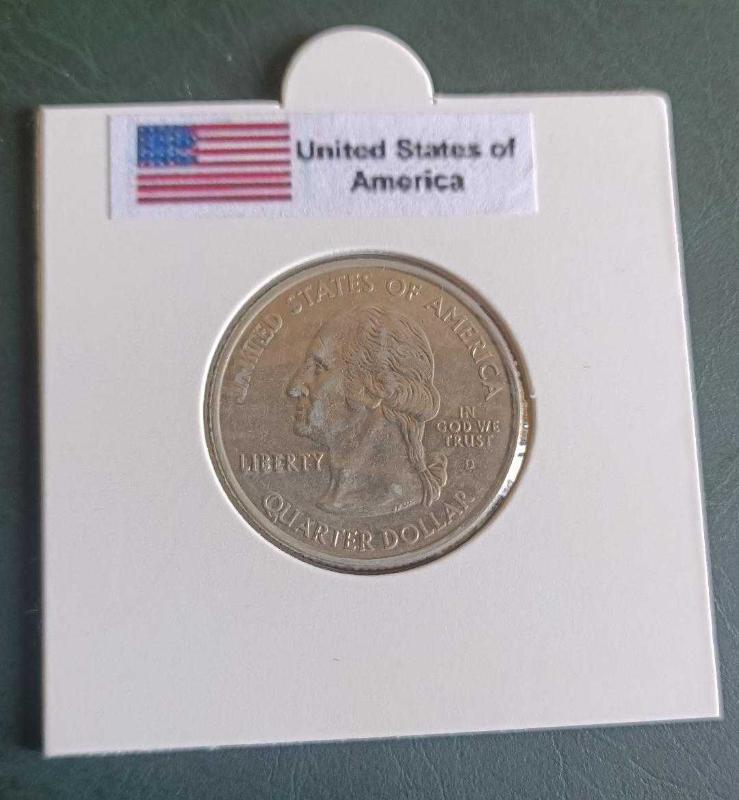 United States of
America
UNITED STATES OF AMERICA
IN
GOD WE
TRUST
LIBERTY
D
QUARTER DOLLAR